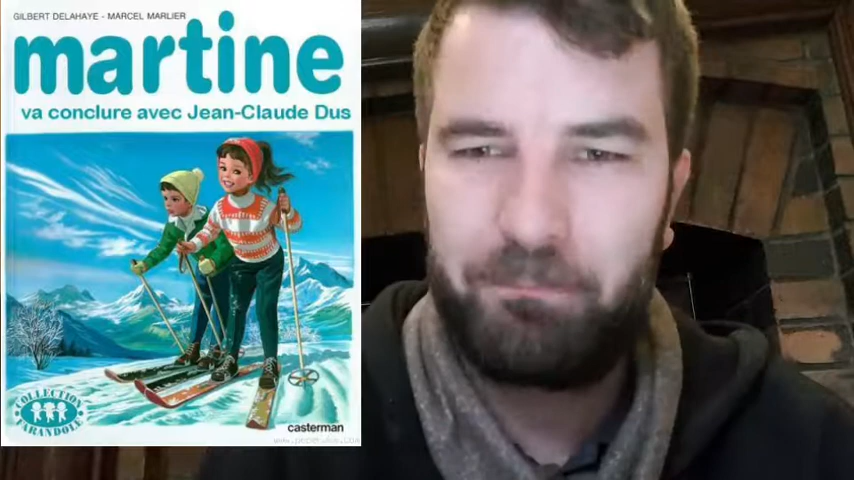 GILBERT DELAHAYE - MARCEL MARLIER
martine
va conclure avec Jean-Claude Dus
COLLECTION
FARANDOLE
casterman